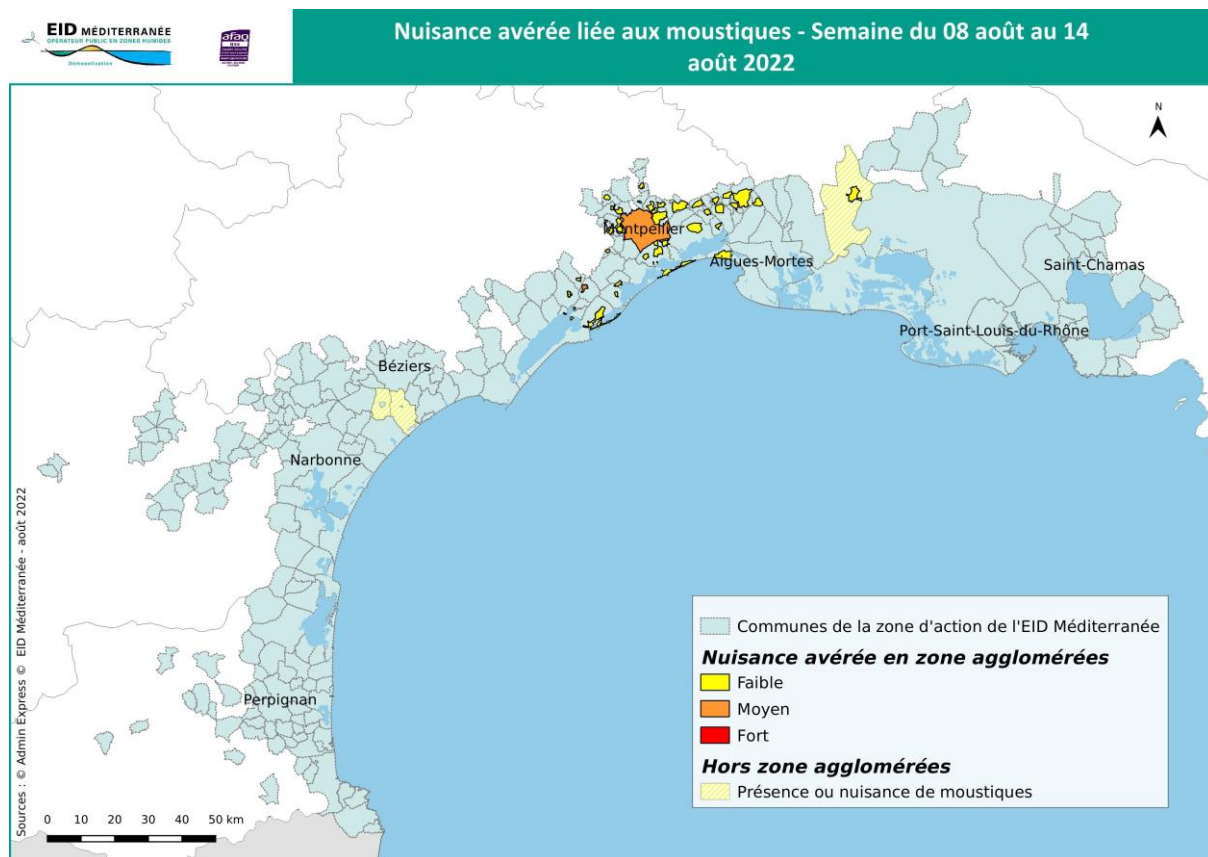 EID MÉDITERRANÉE
OPÉRATEUR PUBLIC EN ZONES HUMIDES
Démoustication
afaq
Nuisance avérée liée aux moustiques - Semaine du 08 août au 14
août 2022
N
Montpellier
Aigues-Mortes
Saint-Chamas
Port-Saint-Louis-du-Rhône
Béziers
Narbonne
Perpignan
Communes de la zone d'action de l'EID Méditerranée
Nuisance avérée en zone agglomérées
Faible
Moyen
Fort
Hors zone agglomérées
Présence ou nuisance de moustiques
0 10 20 30 40 50 km
Sources : © Admin Express © EID Méditerranée - août 2022